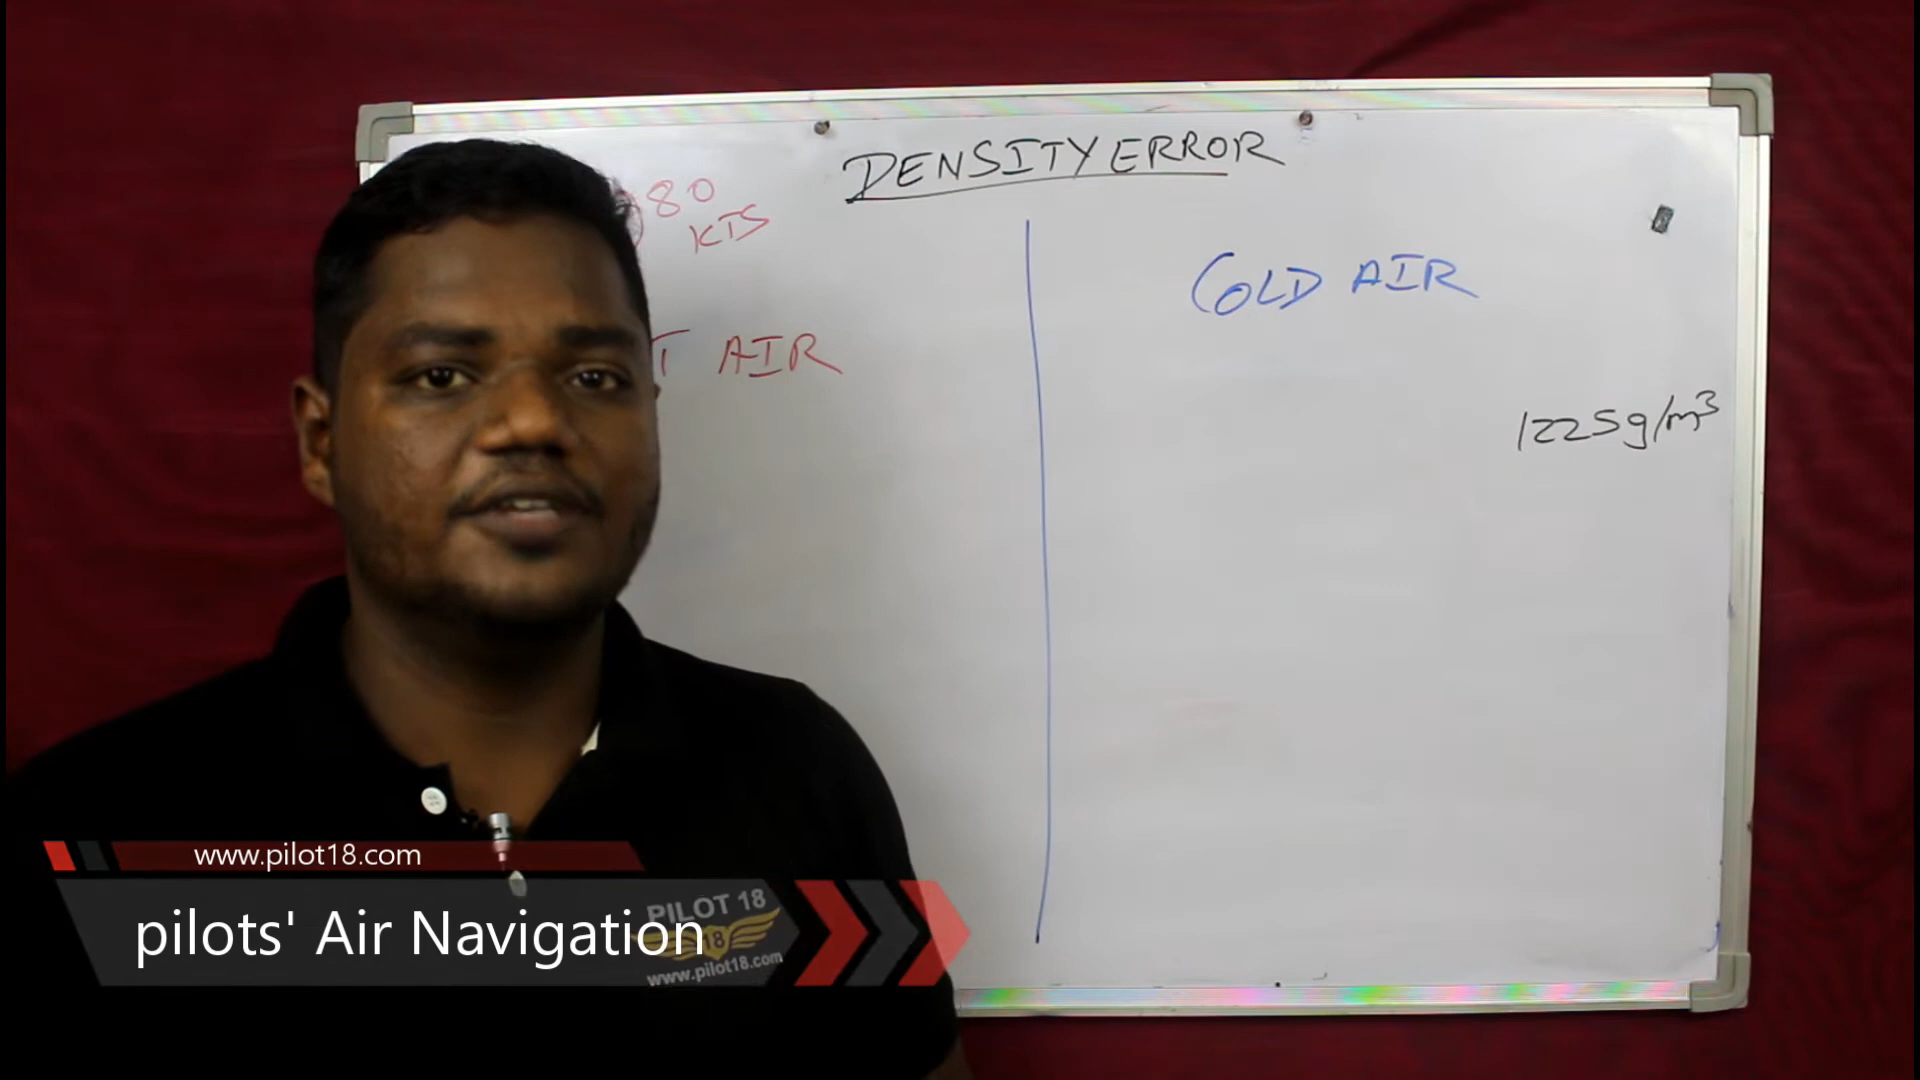 DENSITY ERROR
80
KTS
COLD AIR
T AIR
1225g/m³
www.pilot18.com
pilots' Air Navigation
PILOT 18
18
www.pilot18.com